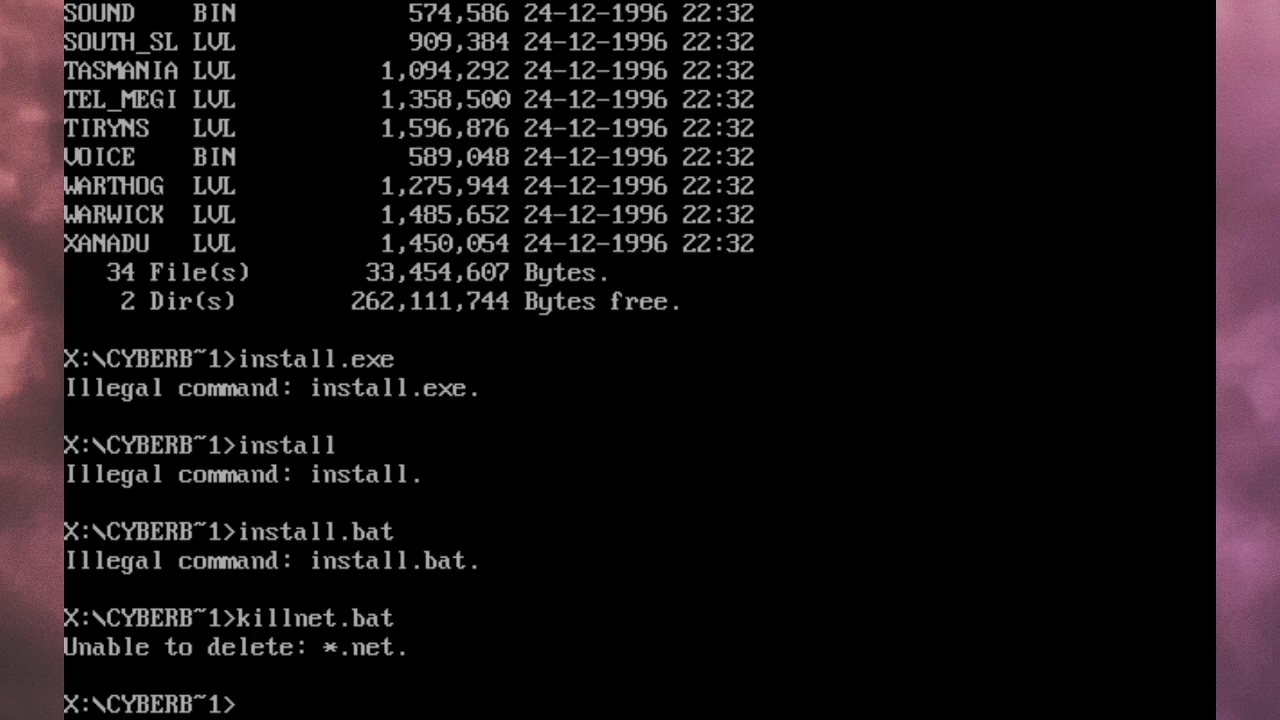 SOUND    BIN            574,586 24-12-1996 22:32
SOUTH_SL LVL            909,384 24-12-1996 22:32
TASMANIA LVL          1,094,292 24-12-1996 22:32
TEL_MEGI LVL          1,358,500 24-12-1996 22:32
TIRYNS   LVL          1,596,876 24-12-1996 22:32
VOICE    BIN            589,048 24-12-1996 22:32
WARTHOG  LVL          1,275,944 24-12-1996 22:32
WARWICK  LVL          1,485,652 24-12-1996 22:32
XANADU   LVL          1,450,054 24-12-1996 22:32
   34 File(s)        33,454,607 Bytes.
    2 Dir(s)        262,111,744 Bytes free.
X:\CYBERB~1>install.exe
Illegal command: install.exe.
X:\CYBERB~1>install
Illegal command: install.
X:\CYBERB~1>install.bat
Illegal command: install.bat.
X:\CYBERB~1>killnet.bat
Unable to delete: *.net.
X:\CYBERB~1>